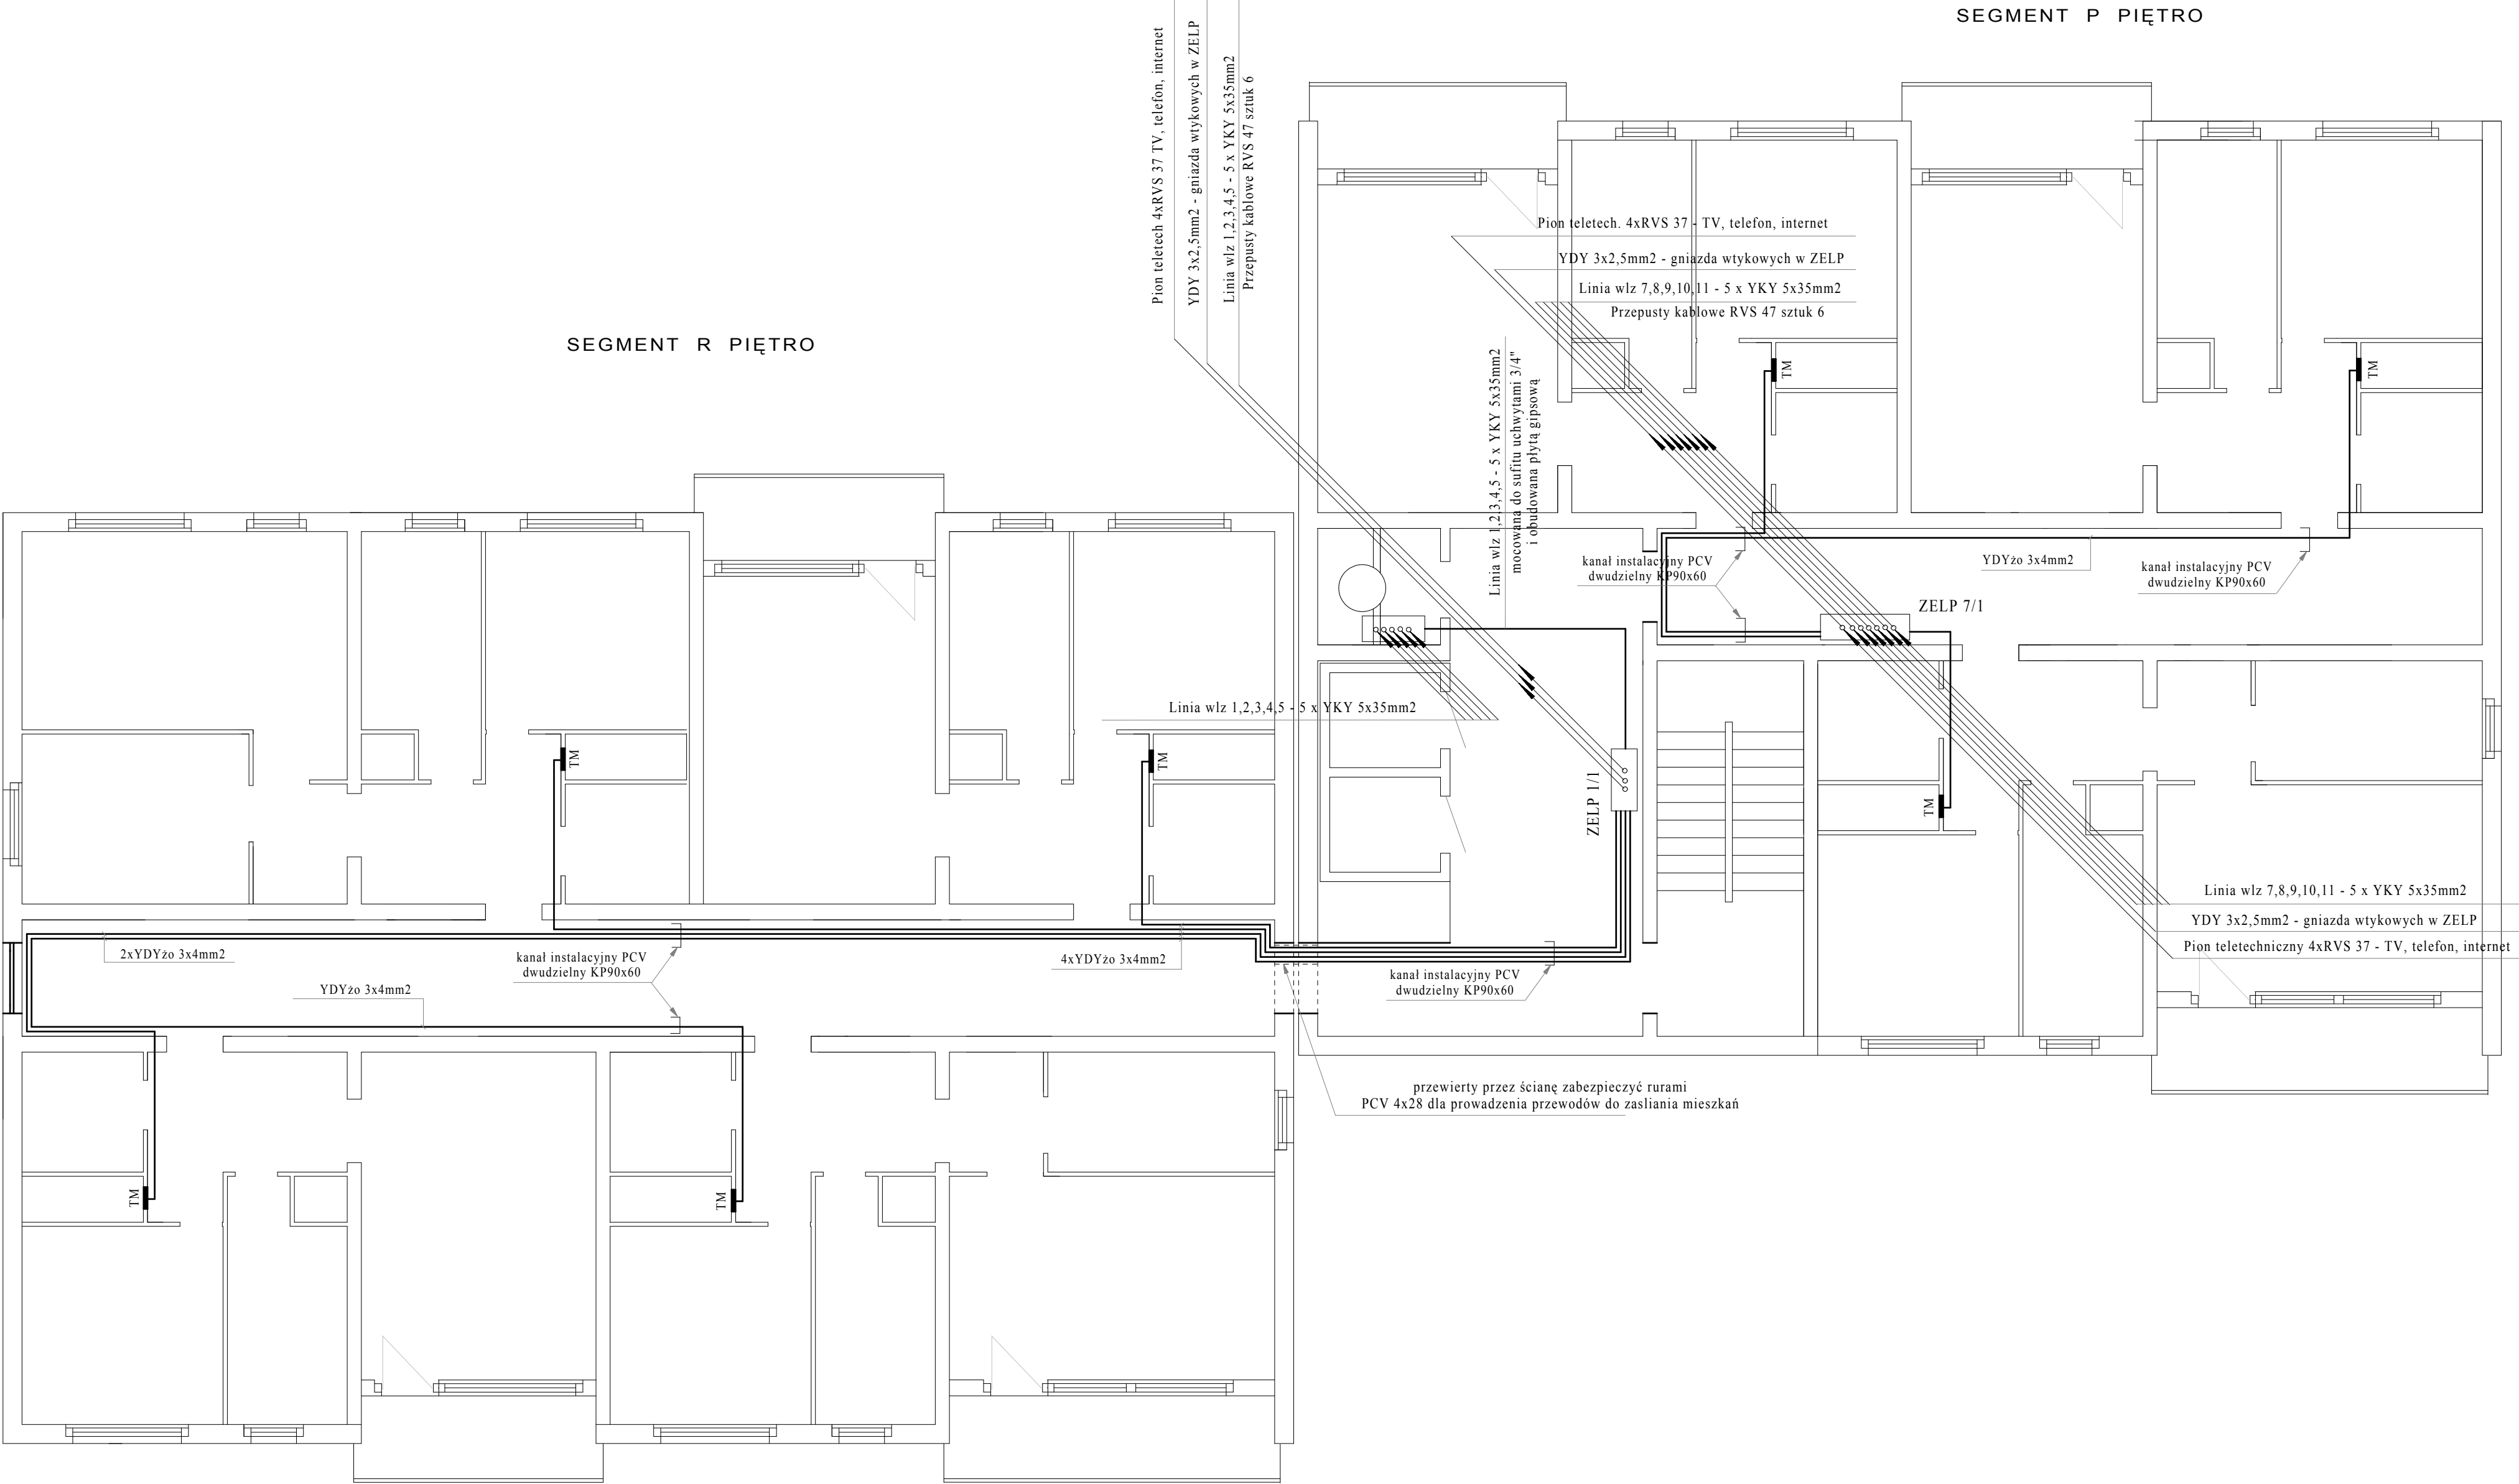 SEGMENT P PIĘTRO
Pion teletech 4xRVS 37 TV, telefon, internet
YDY 3x2,5mm2 - gniazda wtykowych w ZELP
Linia wlz 1,2,3,4,5 - 5 x YKY 5x35mm2
Przepusty kablowe RVS 47 sztuk 6
Pion teletech. 4xRVS 37 - TV, telefon, internet
YDY 3x2,5mm2 - gniazda wtykowych w ZELP
Linia wlz 7,8,9,10,11 - 5 x YKY 5x35mm2
Przepusty kablowe RVS 47 sztuk 6
SEGMENT R PIĘTRO
Linia wlz 1,2,3,4,5 - 5 x YKY 5x35mm2
mocowana do sufitu uchwytami 3/4"
i obudowana płytą gipsową
TM
TM
kanał instalacyjny PCV
dwudzielny KP90x60
YDYżo 3x4mm2
kanał instalacyjny PCV
dwudzielny KP90x60
ZELP 7/1
Linia wlz 1,2,3,4,5 - 5 x YKY 5x35mm2
TM
TM
ZELP 1/1
TM
Linia wlz 7,8,9,10,11 - 5 x YKY 5x35mm2
YDY 3x2,5mm2 - gniazda wtykowych w ZELP
Pion teletechniczny 4xRVS 37 - TV, telefon, internet
2xYDYżo 3x4mm2
kanał instalacyjny PCV
dwudzielny KP90x60
4xYDYżo 3x4mm2
kanał instalacyjny PCV
dwudzielny KP90x60
YDYżo 3x4mm2
przewierty przez ścianę zabezpieczyć rurami
PCV 4x28 dla prowadzenia przewodów do zasliania mieszkań
TM
TM